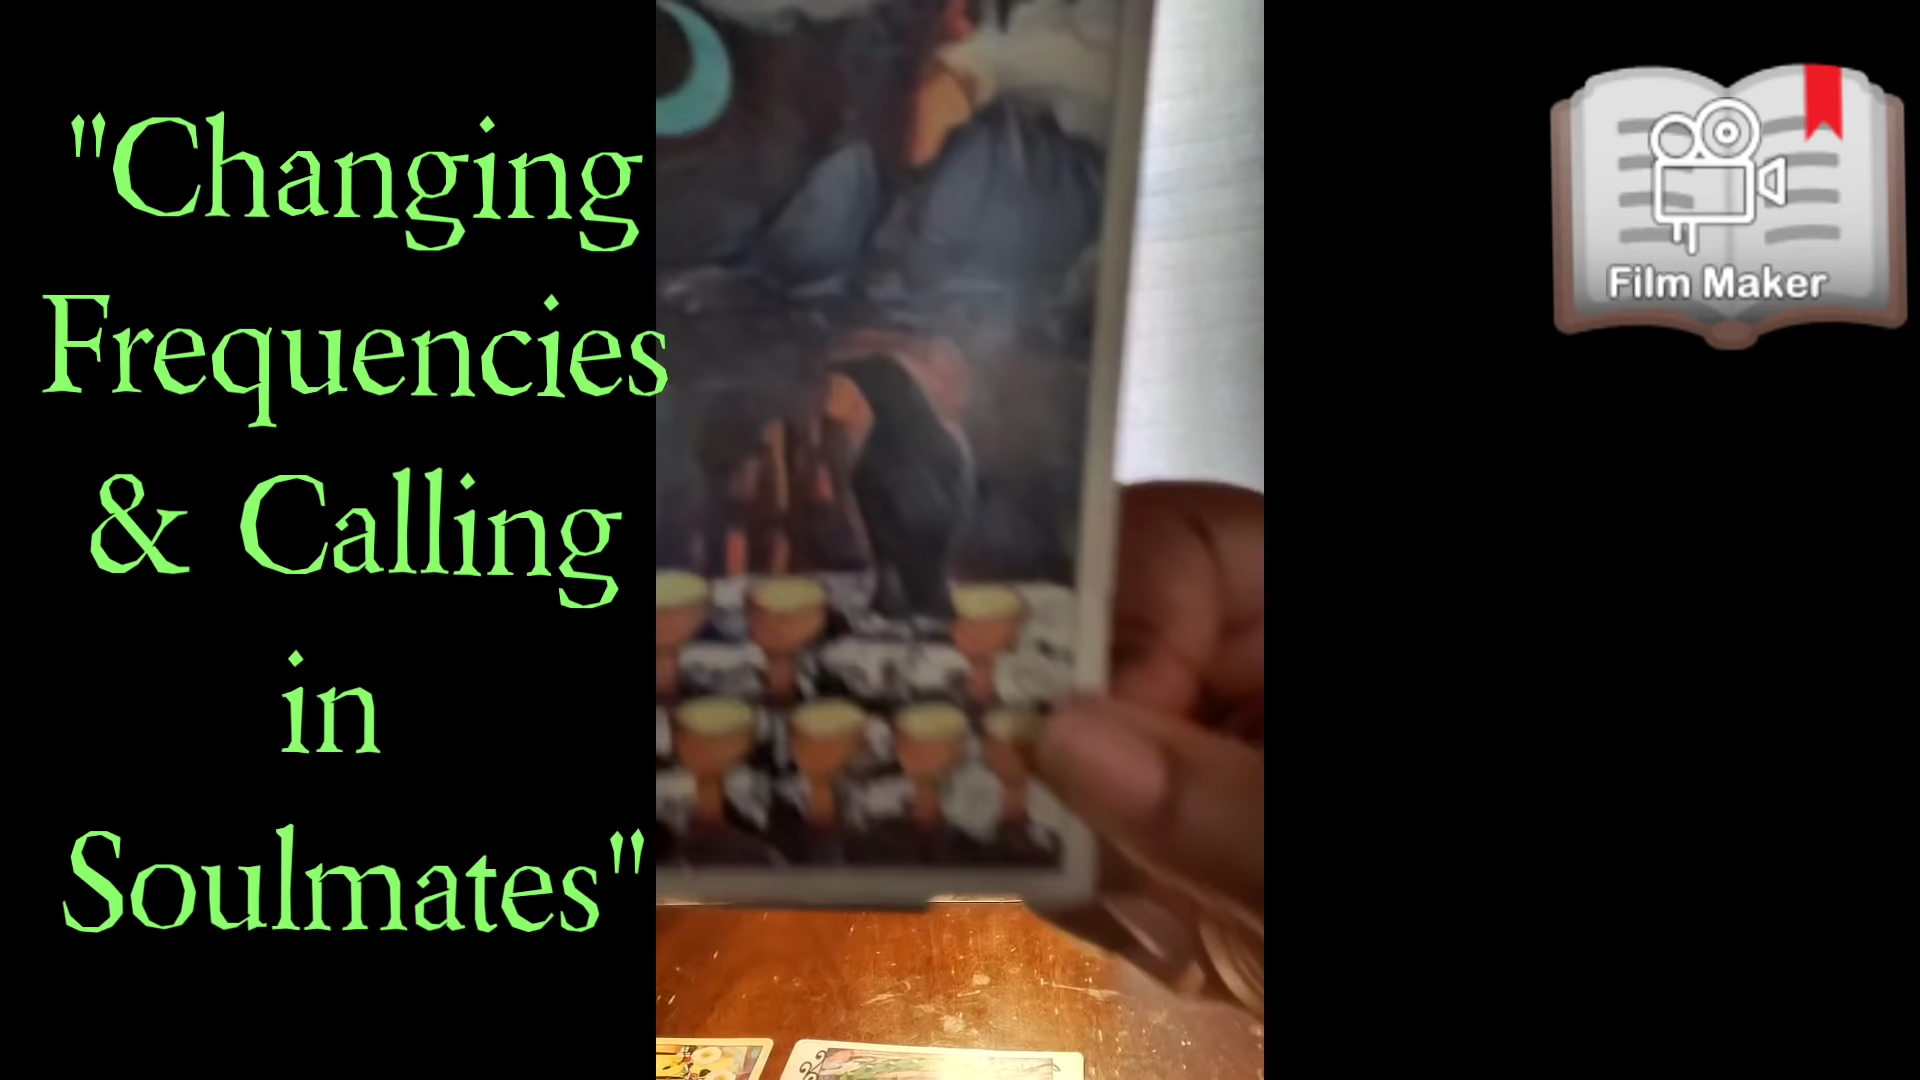 "Changing
Frequencies
& Calling
in
Soulmates"
Film Maker